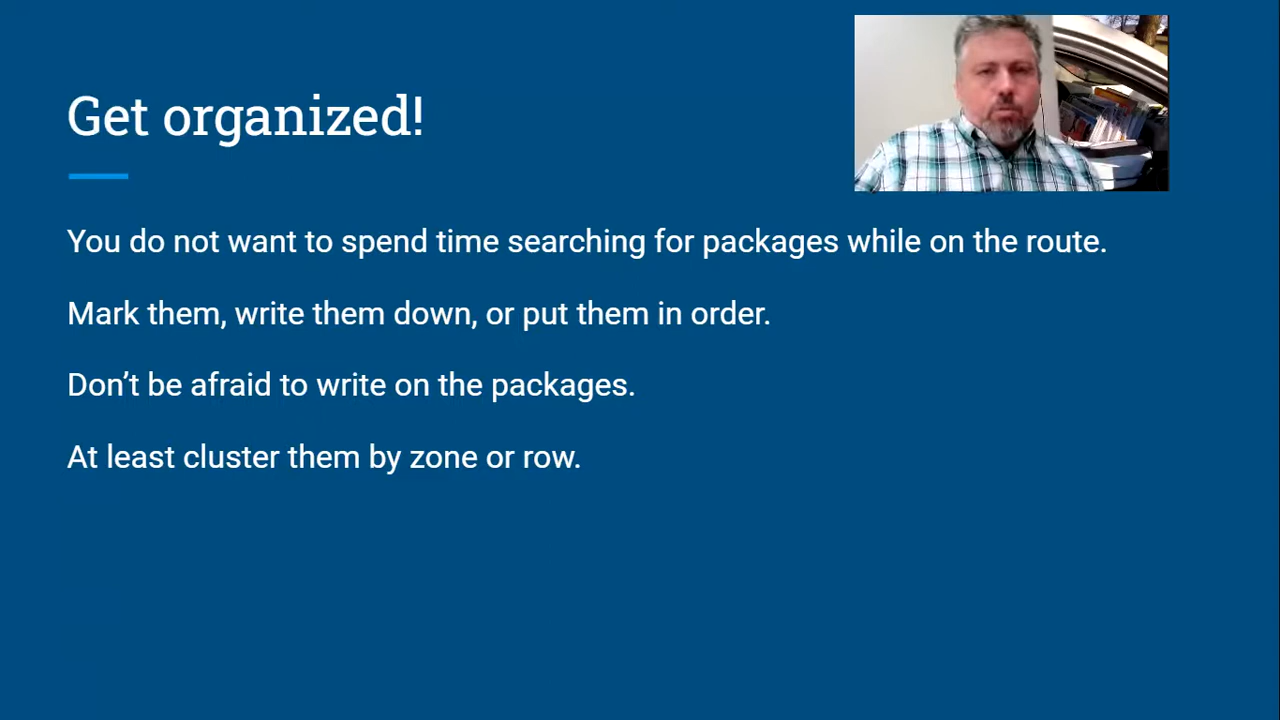 Get organized!
You do not want to spend time searching for packages while on the route.
Mark them, write them down, or put them in order.
Don’t be afraid to write on the packages.
At least cluster them by zone or row.